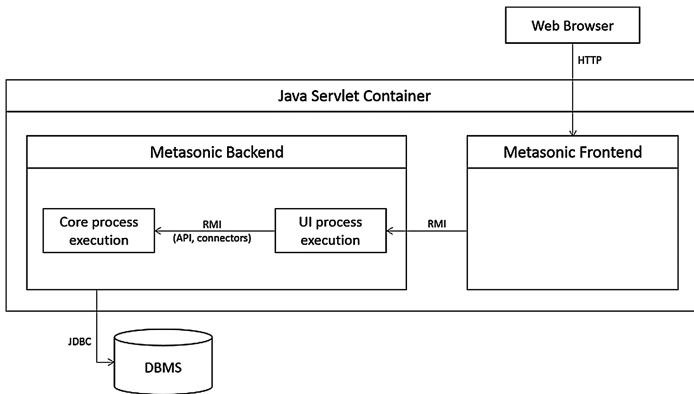 Web Browser
HTTP
Java Servlet Container
Metasonic Backend
Metasonic Frontend
Core process
execution
RMI
(API, connectors)
UI process
execution
RMI
JDBC
DBMS